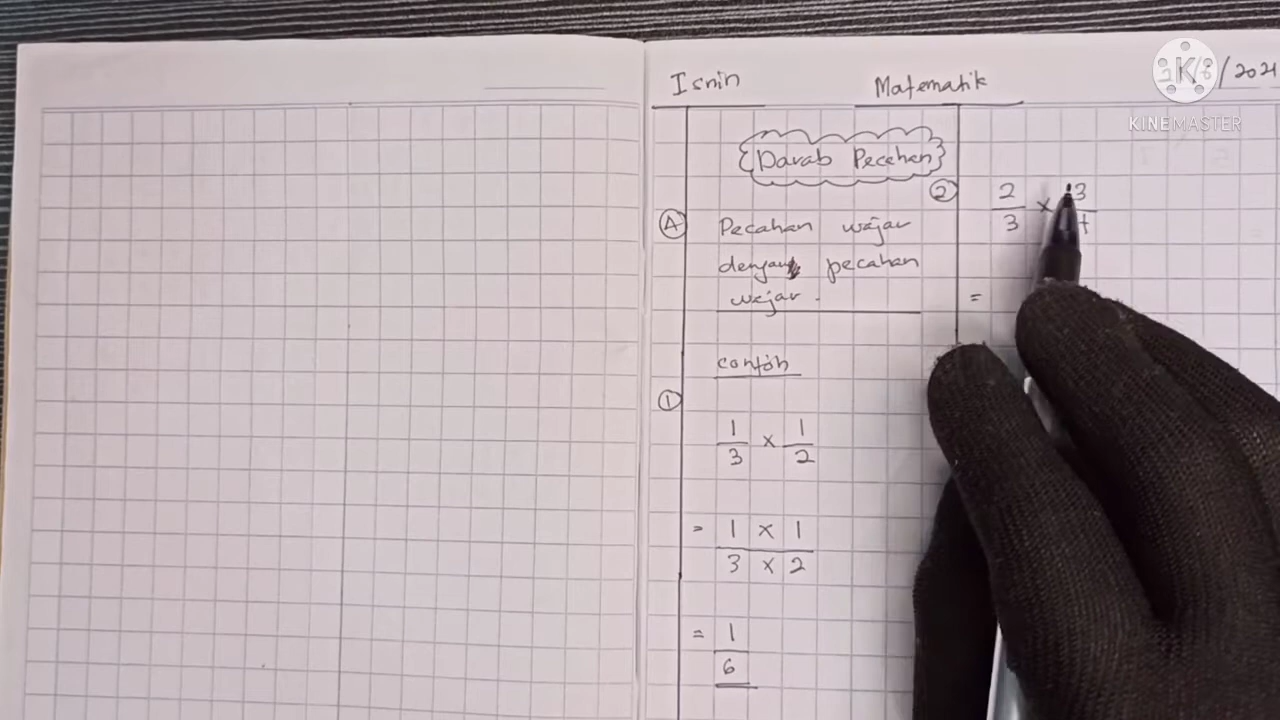 Isnin Matematik /2021
KINEMASTER
Darab Pecahan
A Pecahan wajar
dengan pecahan
wajar.
contoh
1
1/3 x 1/2
= 1 x 1 / 3 x 2
= 1/6
2
2/3 x 3
=